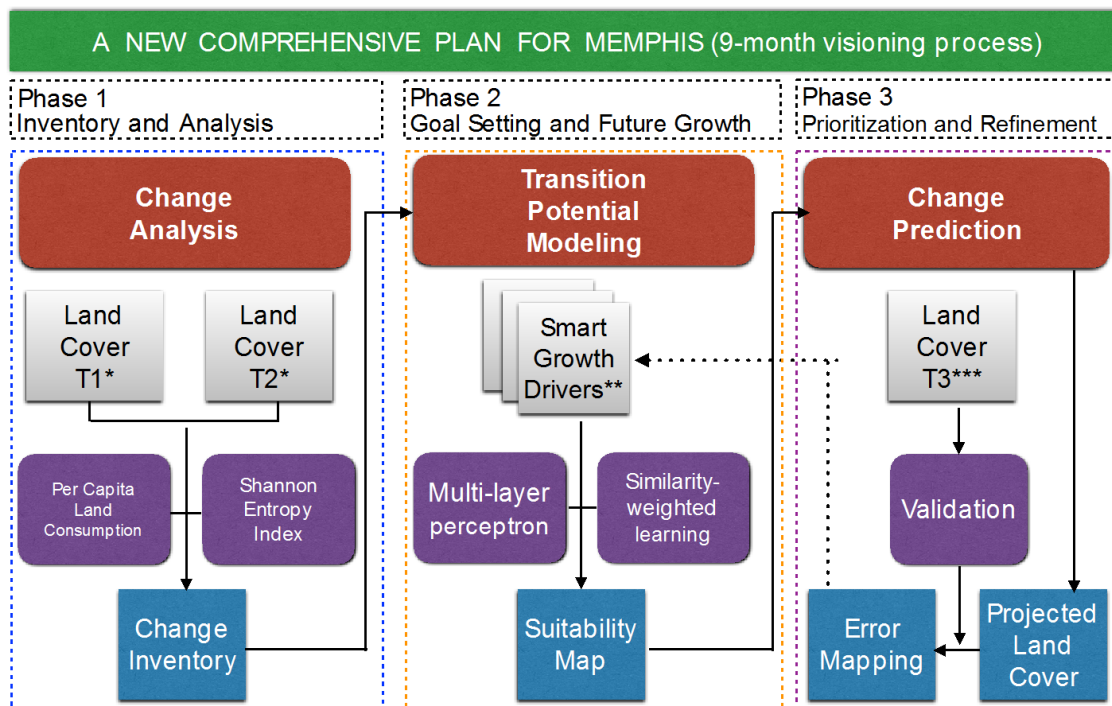 A NEW COMPREHENSIVE PLAN FOR MEMPHIS (9-month visioning process)
Phase 1
Inventory and Analysis
Phase 2
Goal Setting and Future Growth
Phase 3
Prioritization and Refinement
Change
Analysis
Transition
Potential
Modeling
Change
Prediction
Land
Cover
T1*
Land
Cover
T2*
Smart
Growth
Drivers**
Land
Cover
T3***
Per Capita
Land
Consumption
Shannon
Entropy
Index
Multi-layer
perceptron
Similarity-
weighted
learning
Validation
Change
Inventory
Suitability
Map
Error
Mapping
Projected
Land
Cover